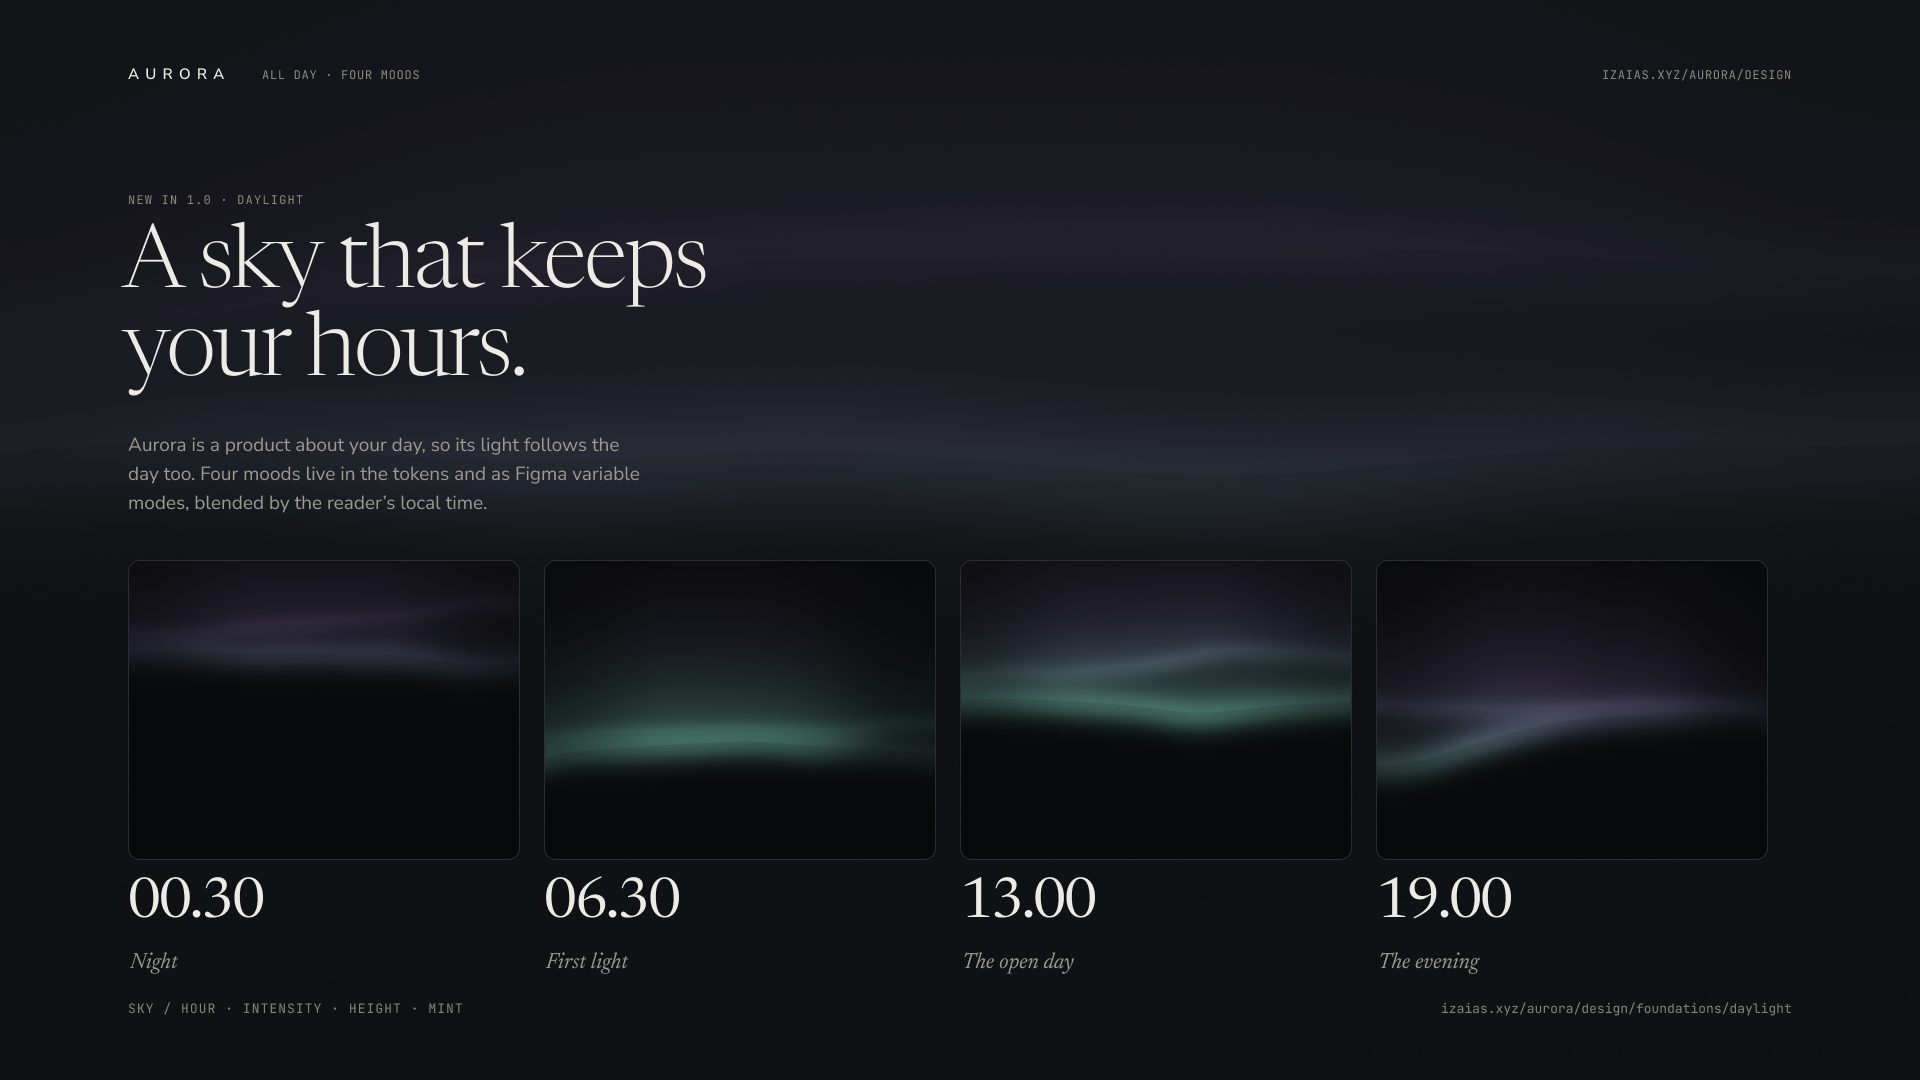 AURORA
ALL DAY · FOUR MOODS
IZAIAS.XYZ/AURORA/DESIGN
NEW IN 1.0 · DAYLIGHT
A sky that keeps
your hours.
Aurora is a product about your day, so its light follows the
day too. Four moods live in the tokens and as Figma variable
modes, blended by the reader’s local time.
00.30
Night
06.30
First light
13.00
The open day
19.00
The evening
SKY / HOUR · INTENSITY · HEIGHT · MINT
izaias.xyz/aurora/design/foundations/daylight